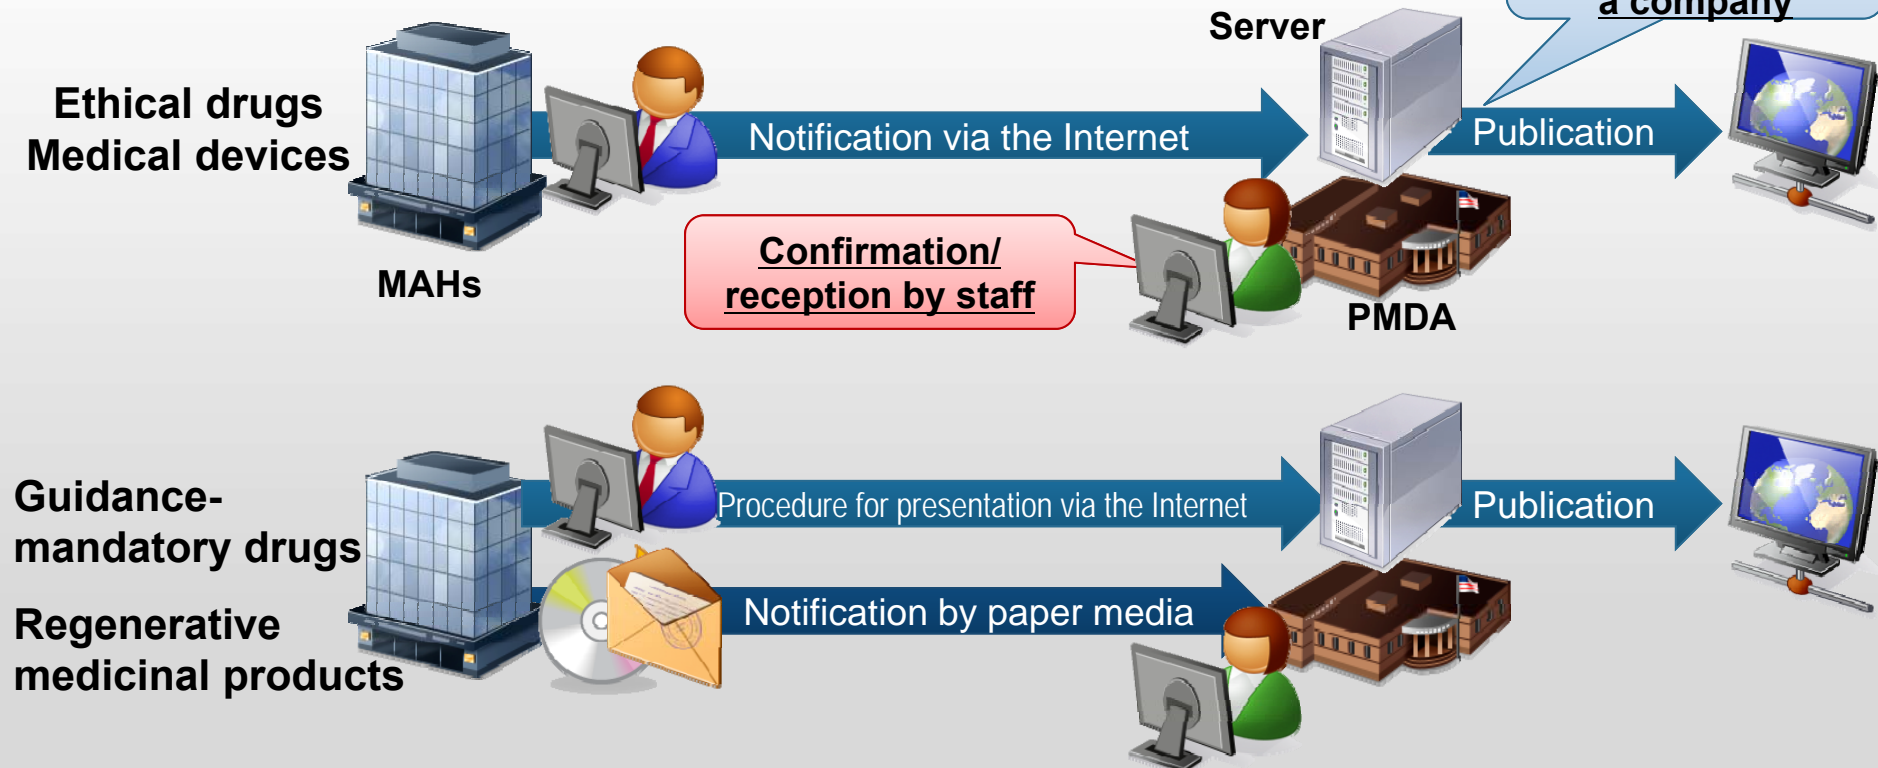 a company
Server
Ethical drugs
Medical devices
Notification via the Internet
Publication
Confirmation/
reception by staff
MAHs
PMDA
Guidance-
mandatory drugs
Procedure for presentation via the Internet
Publication
Notification by paper media
Regenerative
medicinal products